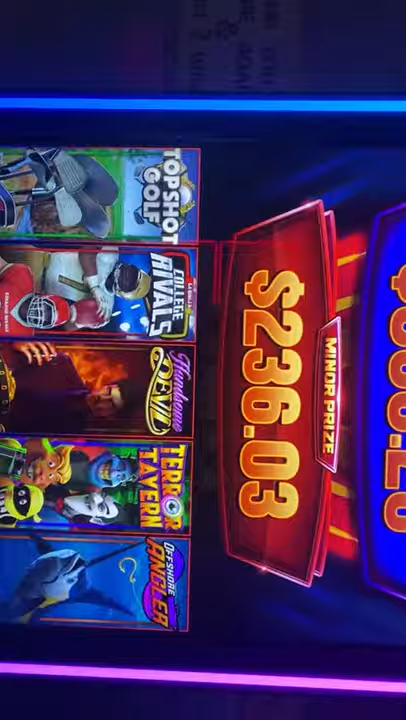 MINOR PRIZE
$236.03
TOPSHOT
GOLF
COLLEGE
RIVALS
Handsome
DEVIL
TERROR
TAVERN
OFFSHORE
ANGLER